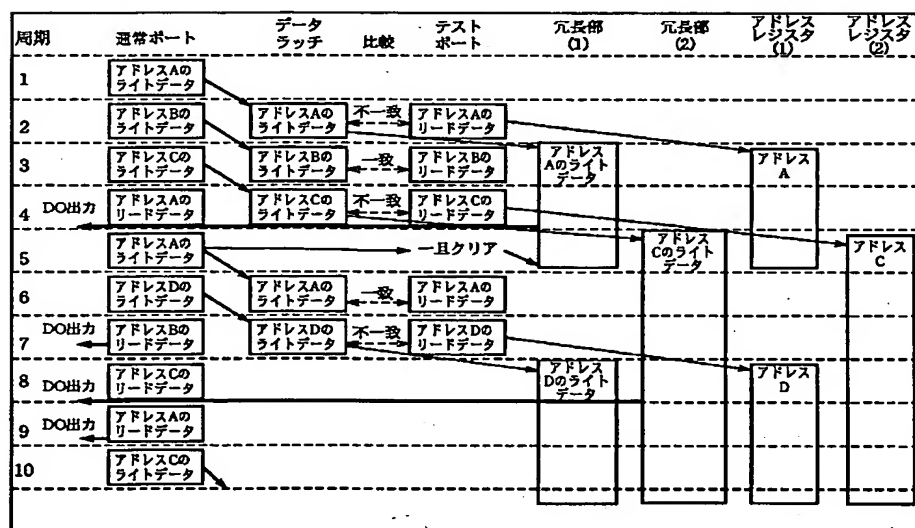 周期
通常ポート
データ
ラッチ
比較
テスト
ポート
冗長部
(1)
冗長部
(2)
アドレス
レジスタ
(1)
アドレス
レジスタ
(2)
1
アドレスAの
ライトデータ
2
アドレスBの
ライトデータ
アドレスAの
ライトデータ
不一致
アドレスAの
リードデータ
3
アドレスCの
ライトデータ
アドレスBの
ライトデータ
一致
アドレスBの
リードデータ
アドレス
Aのライト
データ
アドレス
A
4
DO出力
アドレスAの
リードデータ
アドレスCの
ライトデータ
不一致
アドレスCの
リードデータ
5
アドレスAの
ライトデータ
一旦クリア
アドレス
Cのライト
データ
アドレス
C
6
アドレスDの
ライトデータ
アドレスAの
ライトデータ
一致
アドレスAの
リードデータ
7
DO出力
アドレスBの
リードデータ
アドレスDの
ライトデータ
不一致
アドレスDの
リードデータ
8
DO出力
アドレスCの
リードデータ
アドレス
Dのライト
データ
アドレス
D
9
DO出力
アドレスAの
リードデータ
10
アドレスCの
ライトデータ